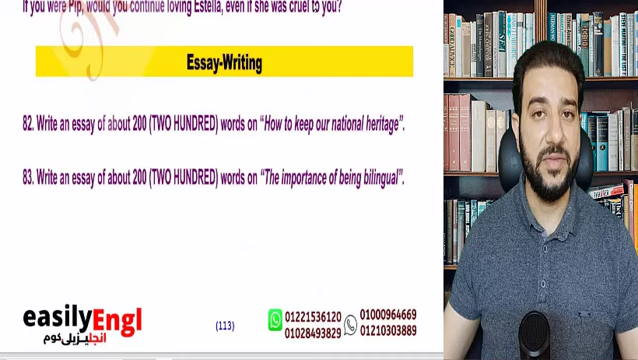 If you were Pip, would you continue loving Estella, even if she was cruel to you?
Essay-Writing
82. Write an essay of about 200 (TWO HUNDRED) words on “How to keep our national heritage”.
83. Write an essay of about 200 (TWO HUNDRED) words on “The importance of being bilingual”.
easilyEngl
انجليزيلي كوم
(113)
01221536120
01028493829
01000964669
01210303889